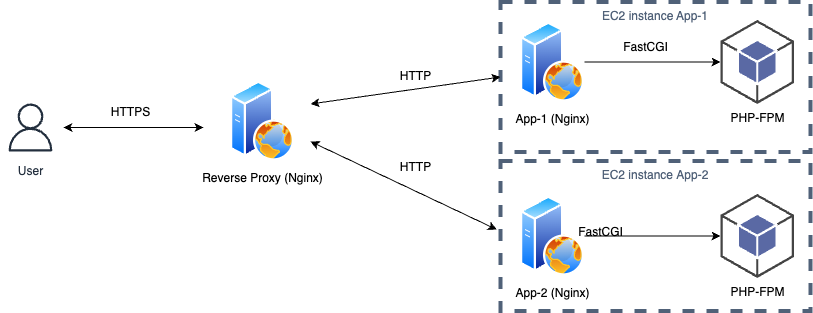 EC2 instance App-1
FastCGI
HTTP
App-1 (Nginx)
PHP-FPM
HTTPS
User
Reverse Proxy (Nginx)
HTTP
EC2 instance App-2
FastCGI
App-2 (Nginx)
PHP-FPM